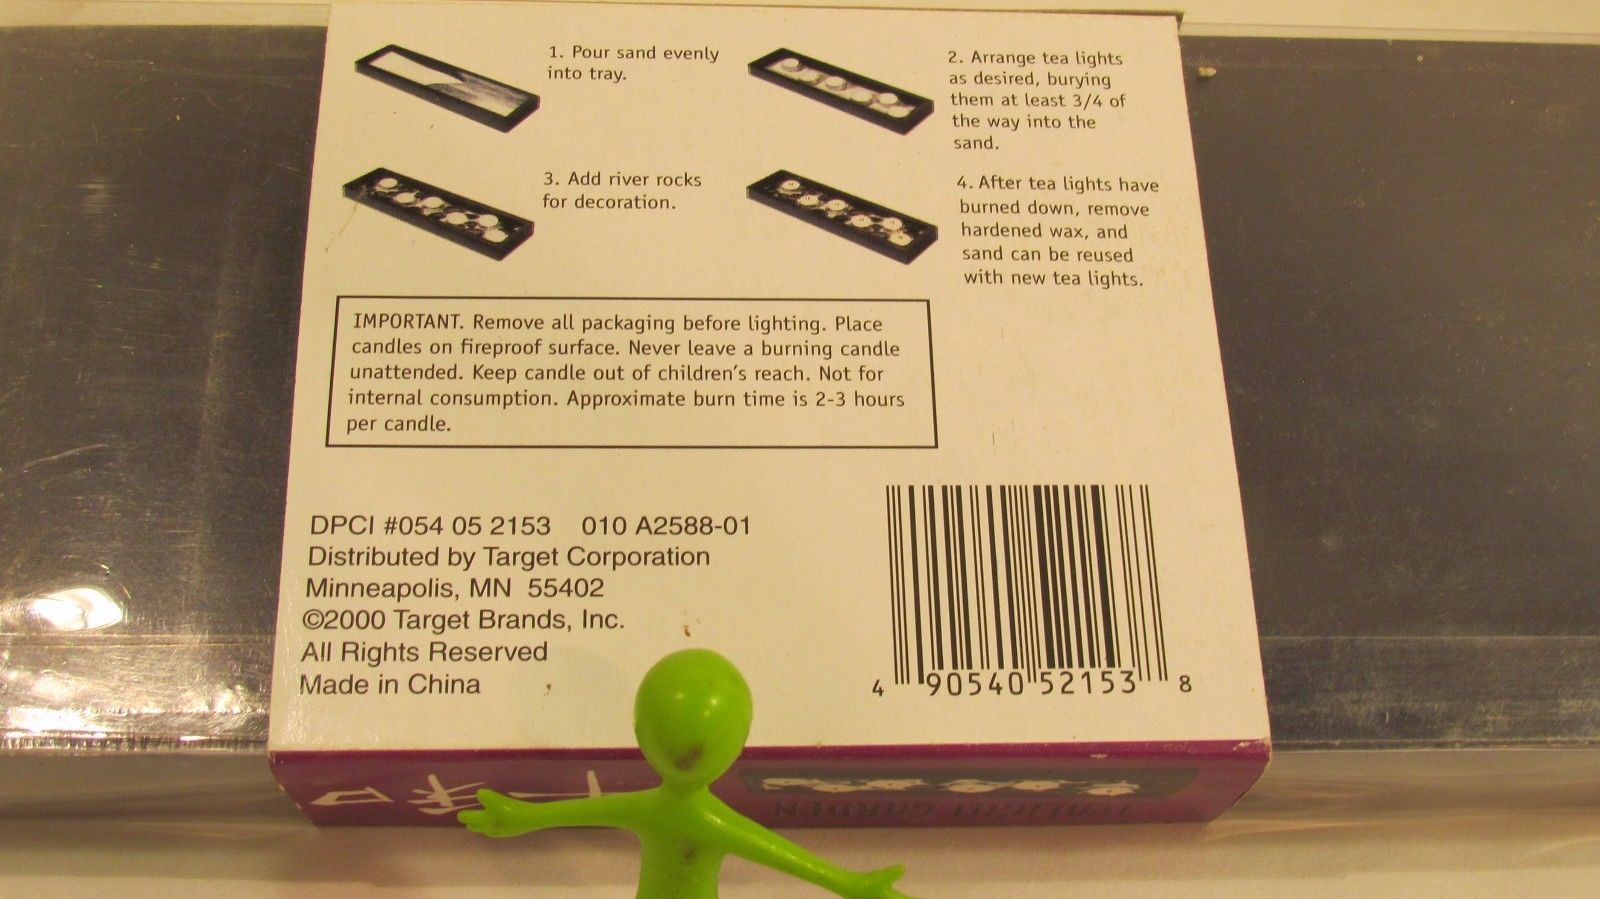 1. Pour sand evenly
into tray.
2. Arrange tea lights
as desired, burying
them at least 3/4 of
the way into the
sand.
3. Add river rocks
for decoration.
4. After tea lights have
burned down, remove
hardened wax, and
sand can be reused
with new tea lights.
IMPORTANT. Remove all packaging before lighting. Place
candles on fireproof surface. Never leave a burning candle
unattended. Keep candle out of children's reach. Not for
internal consumption. Approximate burn time is 2-3 hours
per candle.
DPCI #054 05 2153 010 A2588-01
Distributed by Target Corporation
Minneapolis, MN 55402
©2000 Target Brands, Inc.
All Rights Reserved
Made in China
4 90540 52153 8
GARDEN